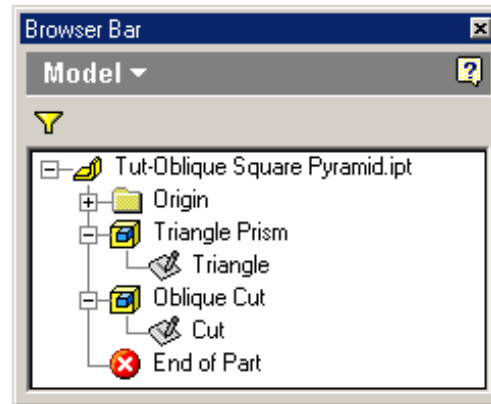 Browser Bar
Model
Tut-Oblique Square Pyramid.ipt
Origin
Triangle Prism
Triangle
Oblique Cut
Cut
End of Part